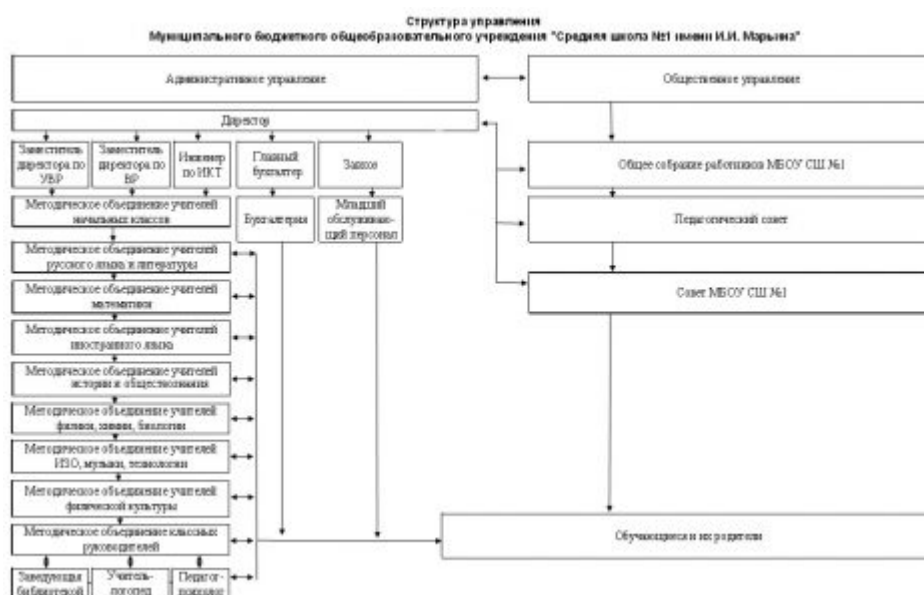 Структура управления
Муниципального бюджетного общеобразовательного учреждения "Средняя школа №1 имени И.И. Марьина"
Административное управление
Общественное управление
Директор
Заместитель
директора по
УВР
Заместитель
директора по
ВР
Инженер
по ИКТ
Главный
бухгалтер
Завхоз
Общее собрание работников МБОУ СШ №1
Методическое объединение учителей
начальных классов
Бухгалтерия
Младший
обслуживаю-
щий персонал
Педагогический совет
Методическое объединение учителей
русского языка и литературы
Методическое объединение учителей
математики
Совет МБОУ СШ №1
Методическое объединение учителей
иностранного языка
Методическое объединение учителей
истории и обществознания
Методическое объединение учителей
физики, химии, биологии
Методическое объединение учителей
ИЗО, музыки, технологии
Методическое объединение учителей
физической культуры
Методическое объединение классных
руководителей
Обучающиеся и их родители
Заведующая
библиотекой
Учитель-
логопед
Педагог-
психолог